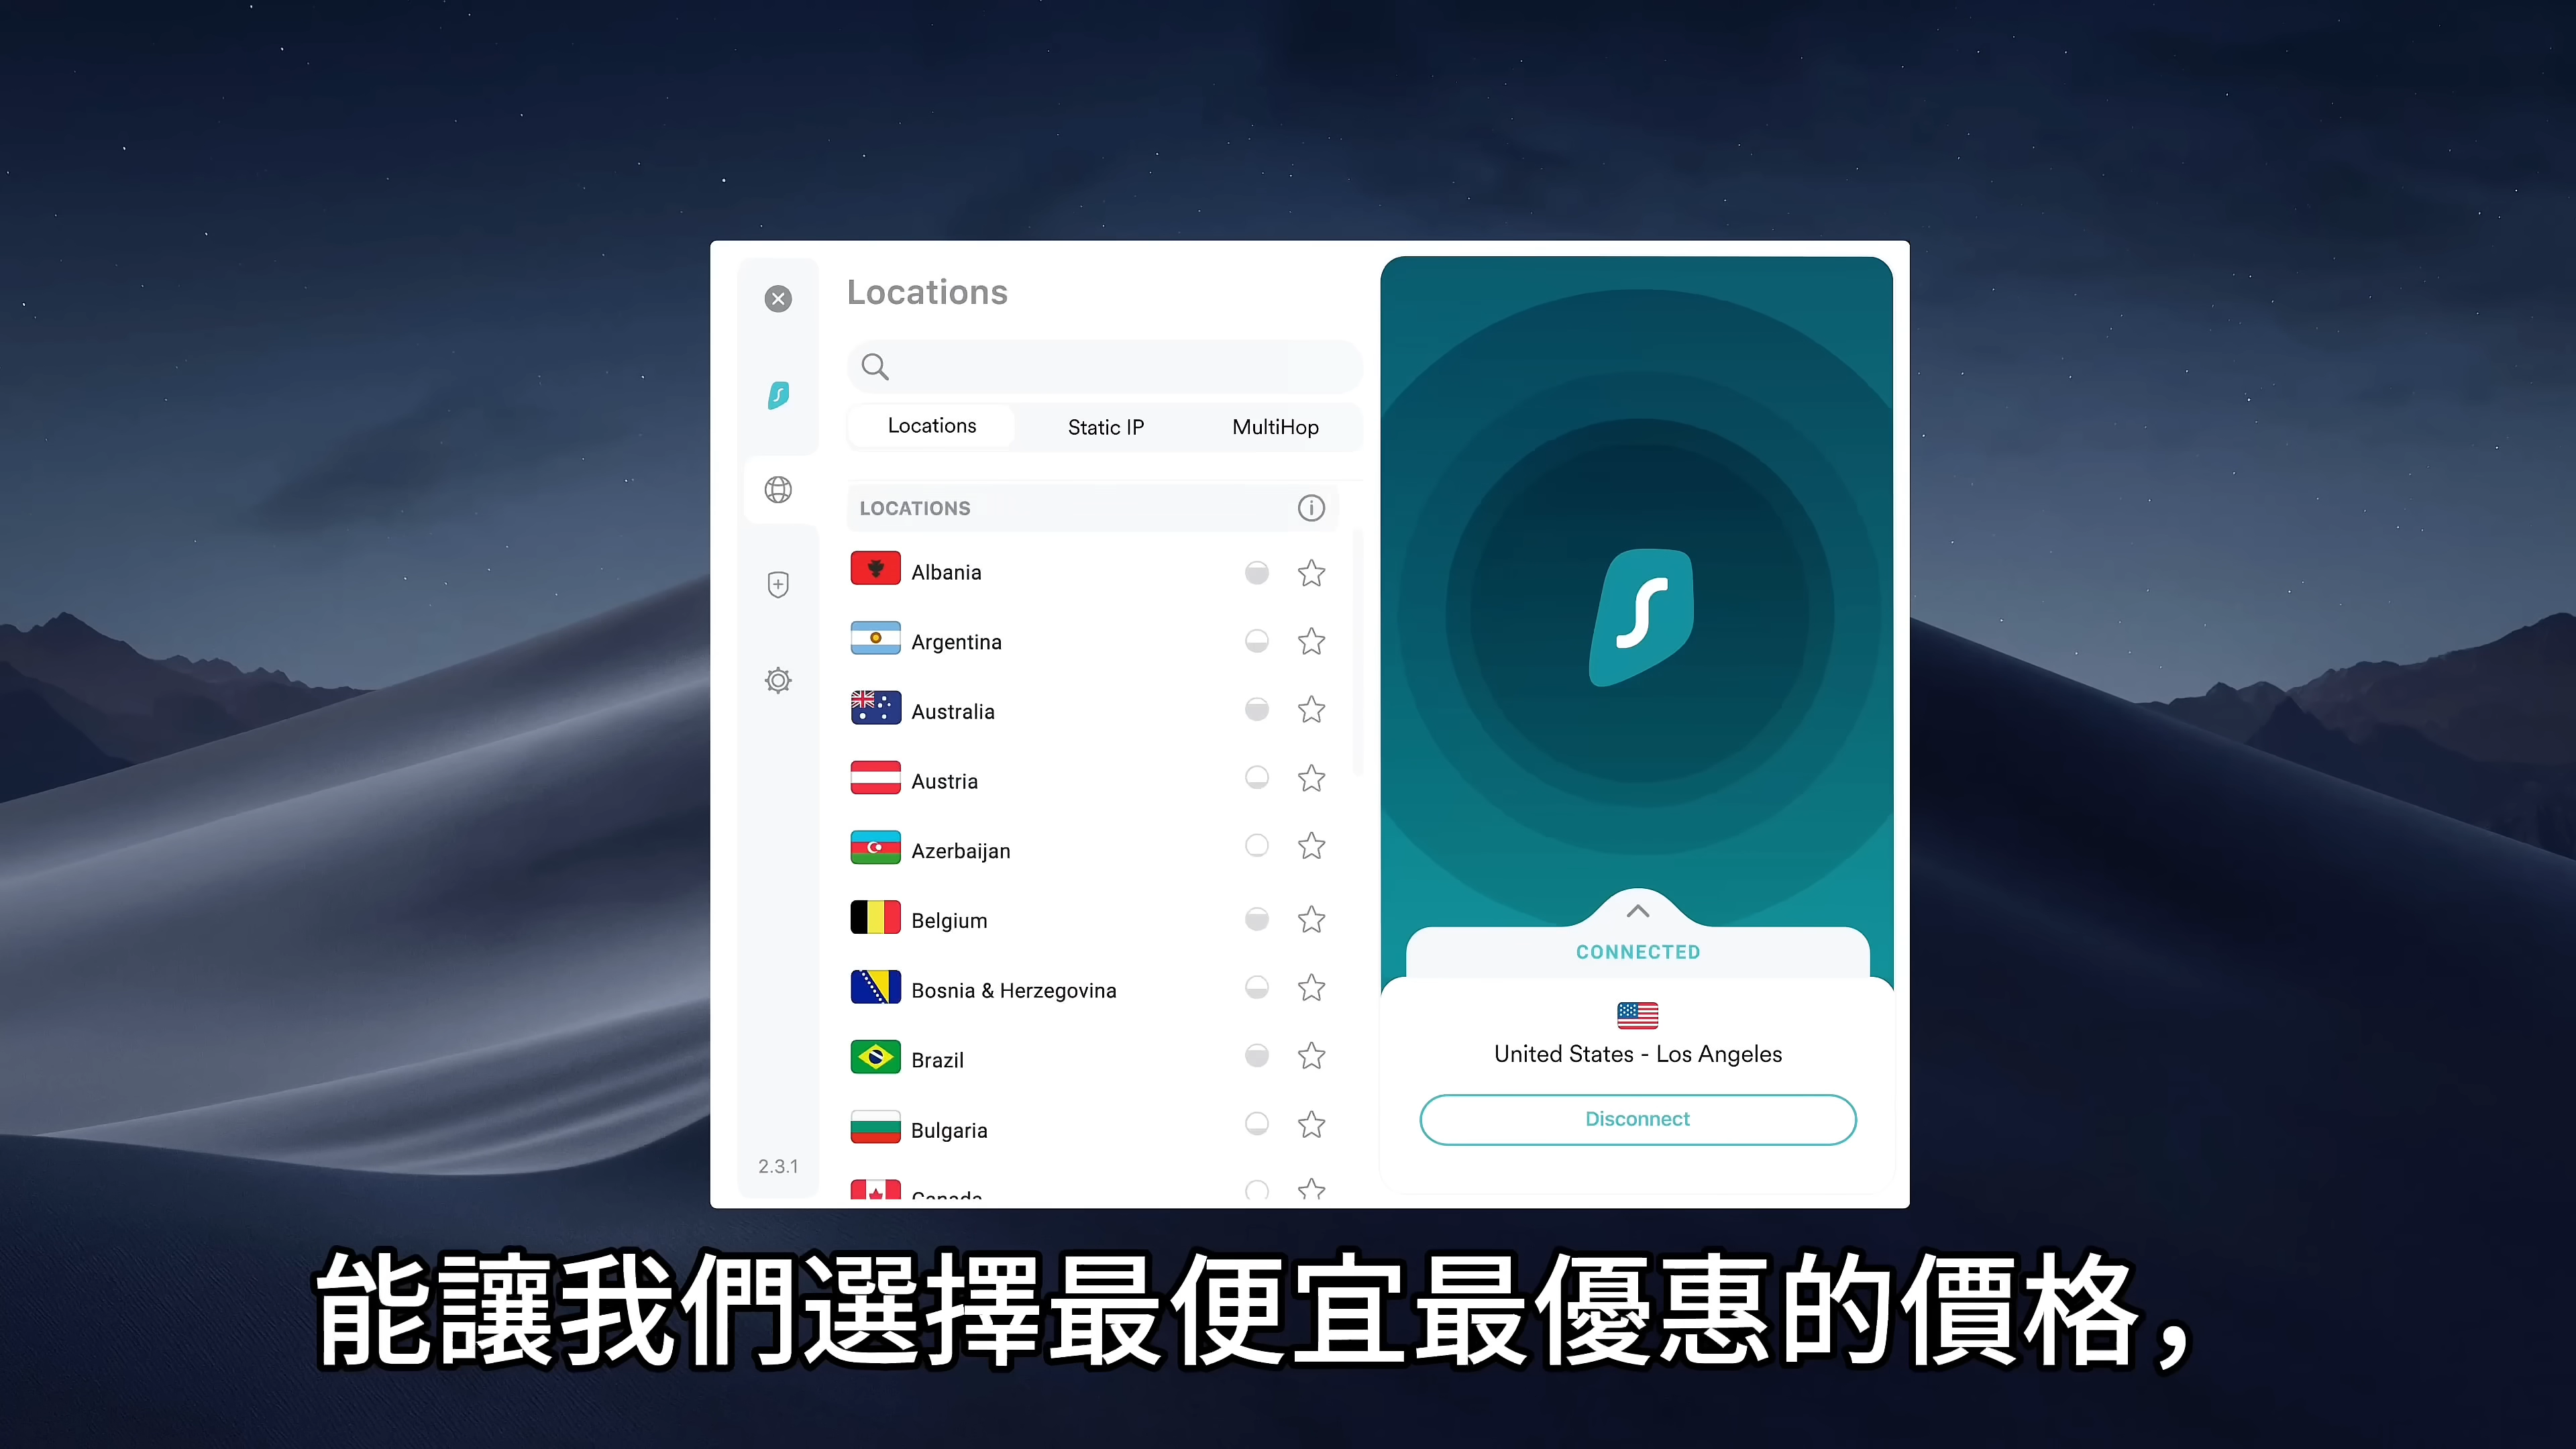 Locations
Locations
Static IP
MultiHop
LOCATIONS
Albania
Argentina
Australia
Austria
Azerbaijan
Belgium
Bosnia & Herzegovina
Brazil
Bulgaria
Canada
2.3.1
CONNECTED
United States - Los Angeles
Disconnect
能讓我們選擇最便宜最優惠的價格,